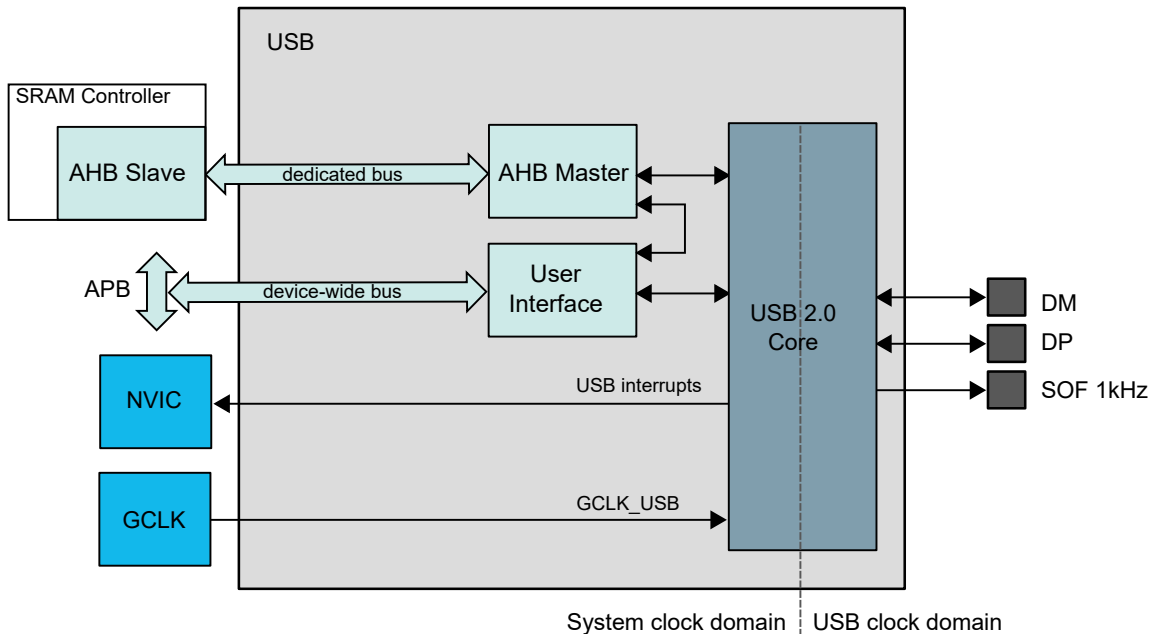 USB
SRAM Controller
AHB Slave
dedicated bus
AHB Master
APB
device-wide bus
User
Interface
USB 2.0
Core
DM
DP
SOF 1kHz
NVIC
USB interrupts
GCLK
GCLK_USB
System clock domain
USB clock domain